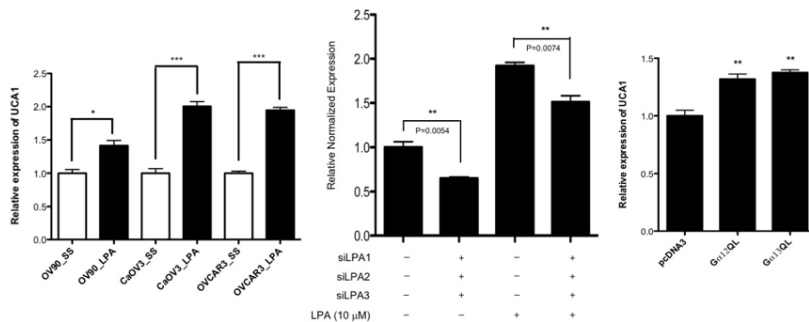 Relative expression of UCA1
2.5
2.0
1.5
1.0
0.5
0.0
*
***
***
OV90_SS
OV90_LPA
CaOV3_SS
CaOV3_LPA
OVCAR3_SS
OVCAR3_LPA
Relative Normalized Expression
2.5
2.0
1.5
1.0
0.5
0.0
**
P=0.0054
**
P=0.0074
siLPA1 – + – +
siLPA2 – + – +
siLPA3 – + – +
LPA (10 μM) – – + +
Relative expression of UCA1
1.5
1.0
0.5
0.0
**
**
pcDNA3
Gα12QL
Gα13QL